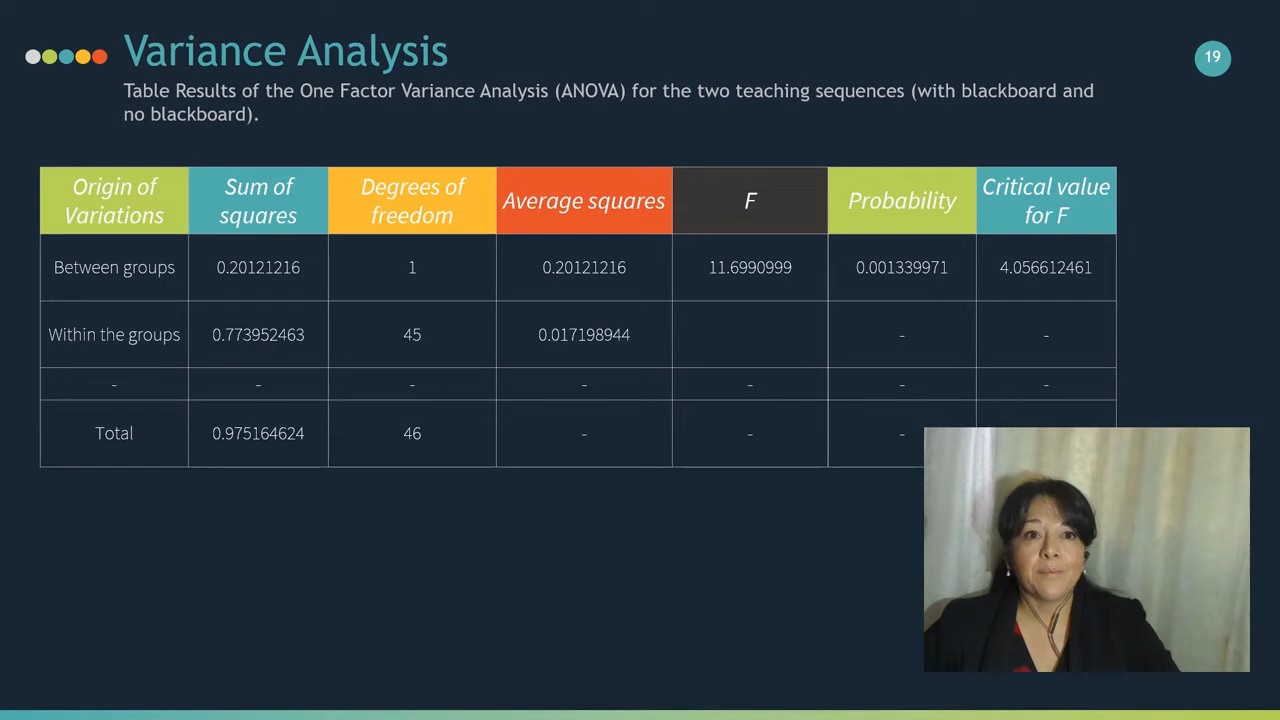 Variance Analysis
19
Table Results of the One Factor Variance Analysis (ANOVA) for the two teaching sequences (with blackboard and
no blackboard).
Origin of Variations Sum of squares Degrees of freedom Average squares F Probability Critical value for F
Between groups 0.20121216 1 0.20121216 11.6990999 0.001339971 4.056612461
Within the groups 0.773952463 45 0.017198944 - -
- - - - - - -
Total 0.975164624 46 - - -